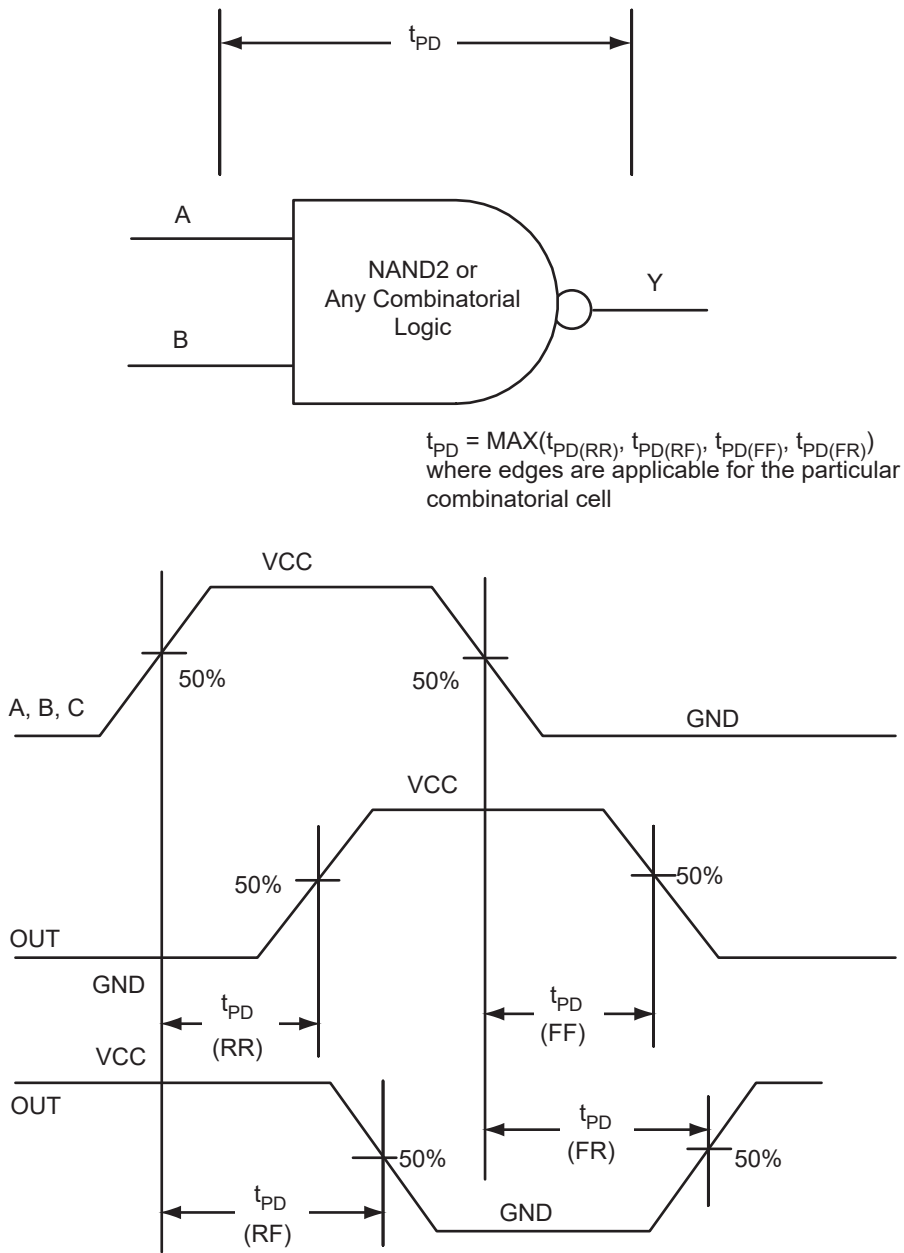 tPD
A
NAND2 or
Any Combinatorial
Logic
Y
B
tPD = MAX(tPD(RR), tPD(RF), tPD(FF), tPD(FR))
where edges are applicable for the particular
combinatorial cell
VCC
50%
50%
A, B, C
GND
VCC
50%
50%
OUT
GND
tPD
(RR)
tPD
(FF)
VCC
OUT
tPD
(FR)
50%
50%
tPD
(RF)
GND